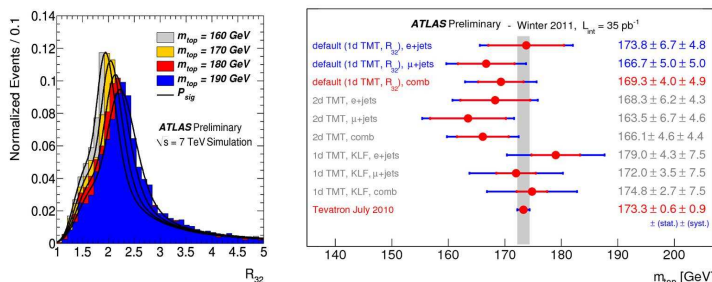 Normalized Events / 0.1
0.14
0.12
0.1
0.08
0.06
0.04
0.02
0
1 1.5 2 2.5 3 3.5 4 4.5 5
R32
m_top = 160 GeV
m_top = 170 GeV
m_top = 180 GeV
m_top = 190 GeV
P_sig
ATLAS Preliminary
√s = 7 TeV Simulation
ATLAS Preliminary - Winter 2011, L_int = 35 pb⁻¹
default (1d TMT, R32), e+jets 173.8 ± 6.7 ± 4.8
default (1d TMT, R32), μ+jets 166.7 ± 5.0 ± 5.0
default (1d TMT, R32), comb 169.3 ± 4.0 ± 4.9
2d TMT, e+jets 168.3 ± 6.2 ± 4.3
2d TMT, μ+jets 163.5 ± 6.7 ± 4.6
2d TMT, comb 166.1 ± 4.6 ± 4.4
1d TMT, KLF, e+jets 179.0 ± 4.3 ± 7.5
1d TMT, KLF, μ+jets 172.0 ± 3.5 ± 7.5
1d TMT, KLF, comb 174.8 ± 2.7 ± 7.5
Tevatron July 2010 173.3 ± 0.6 ± 0.9
± (stat.) ± (syst.)
140 150 160 170 180 190 200
m_top [GeV]